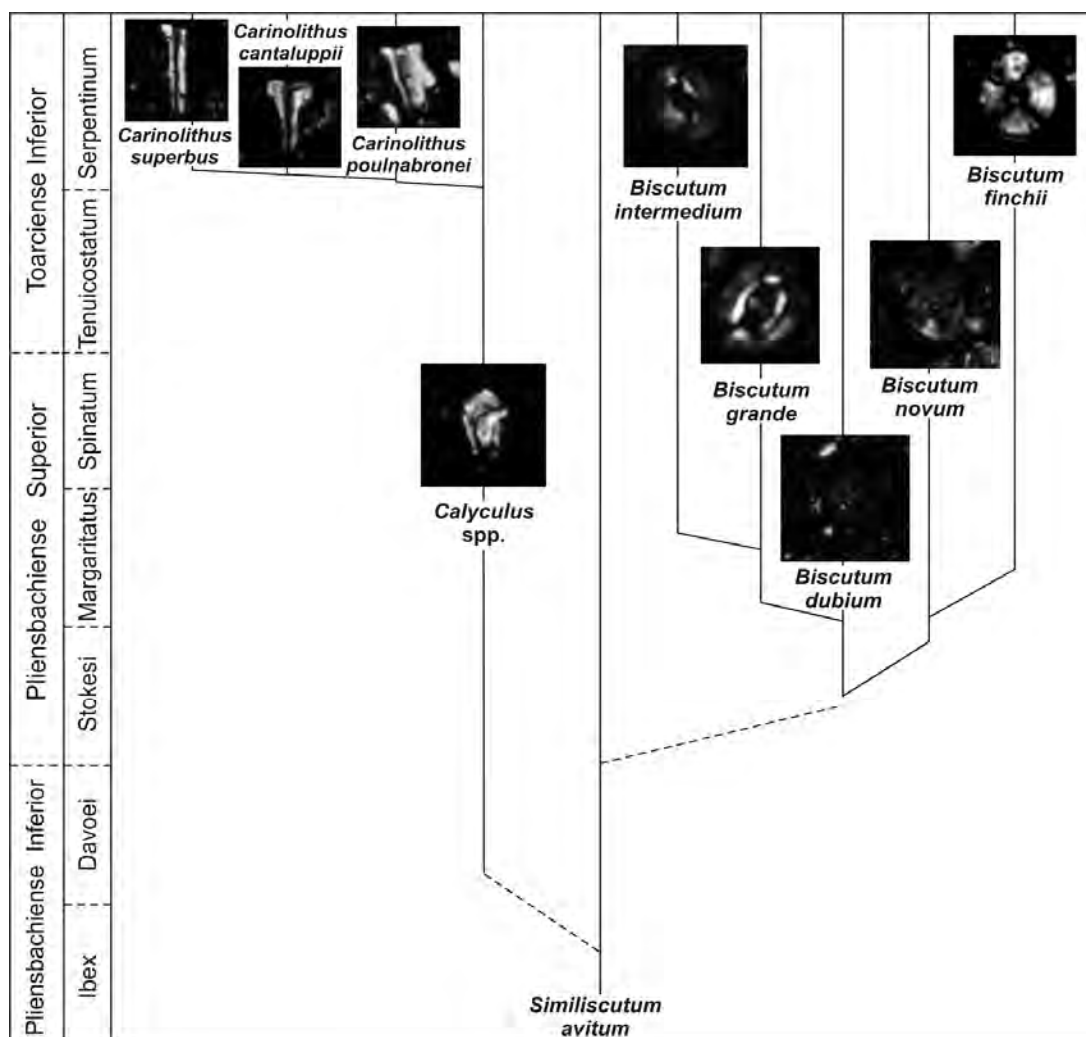 Toarciense Inferior
Serpentinum
Tenuicostatum
Pliensbachiense Superior
Spinatum
Margaritatus
Stokesi
Pliensbachiense Inferior
Davoei
Ibex
Carinolithus
superbus
Carinolithus
cantaluppii
Carinolithus
poulnabronei
Biscutum
intermedium
Biscutum
finchii
Biscutum
grande
Biscutum
novum
Calyculus
spp.
Biscutum
dubium
Similiscutum
avitum